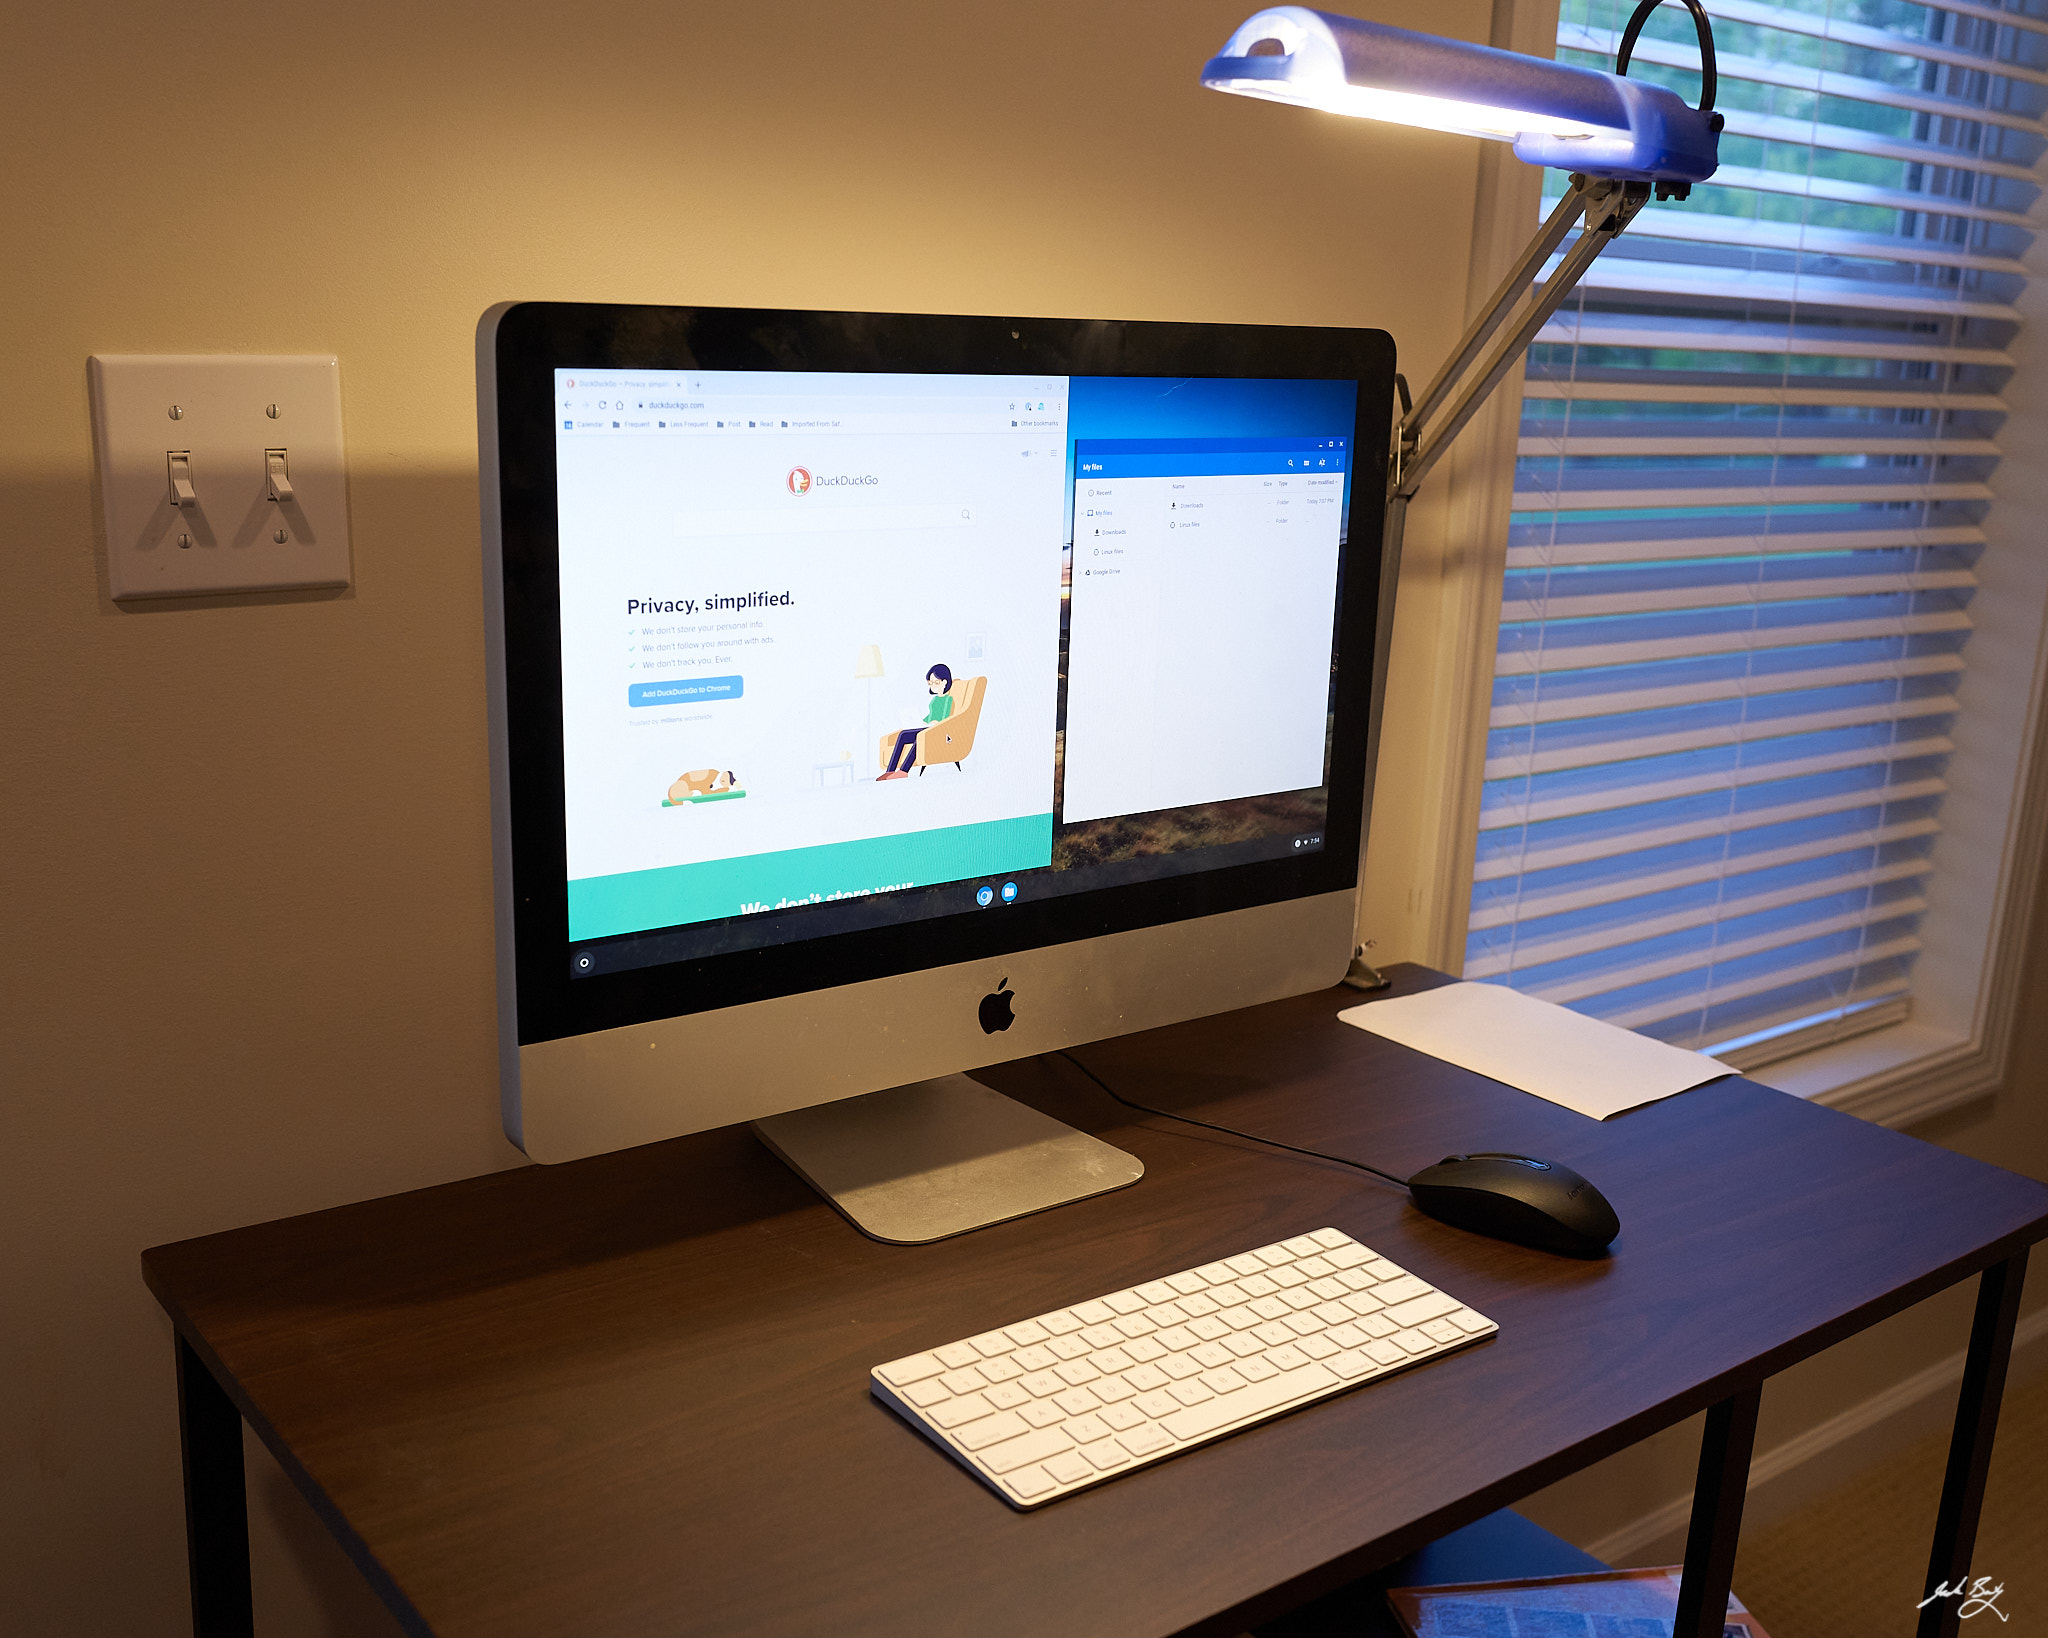 DuckDuckGo — Privacy, simplifi
duckduckgo.com
Calendar Frequent Less Frequent Post Read Imported From Saf... Other bookmarks
DuckDuckGo
Privacy, simplified.
We don't store your personal info.
We don't follow you around with ads.
We don't track you. Ever.
Add DuckDuckGo to Chrome
Trusted by millions worldwide
We don't store your
My files
Name Size Type Date modified
Recent
My files
Downloads
Linux files
Google Drive
Downloads -- Folder Today 7:07 PM
Linux files -- Folder
7:54
Q W E R T Y U I O P
A S D F G H J K L
Z X C V B N M